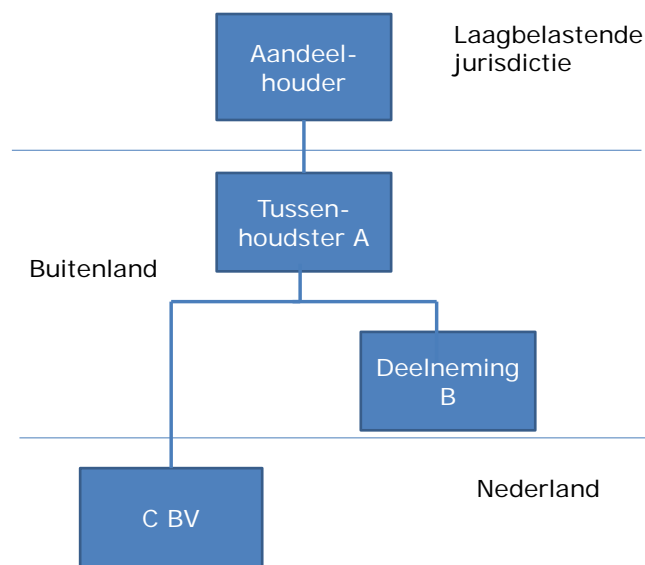 Aandeel-
houder
Laagbelastende
jurisdictie
Tussen-
houdster A
Buitenland
Deelneming
B
Nederland
C BV